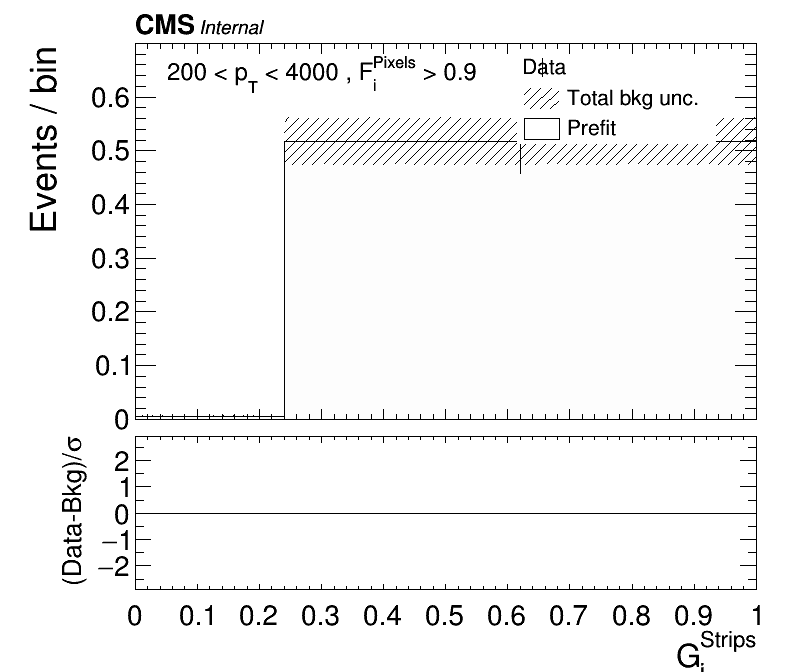 CMS Internal
200 < p_T < 4000 , F_i^Pixels > 0.9
Data
Total bkg unc.
Prefit
Events / bin
0.6
0.5
0.4
0.3
0.2
0.1
0
(Data-Bkg)/σ
2
1
0
−1
−2
0 0.1 0.2 0.3 0.4 0.5 0.6 0.7 0.8 0.9 1
G_i^Strips